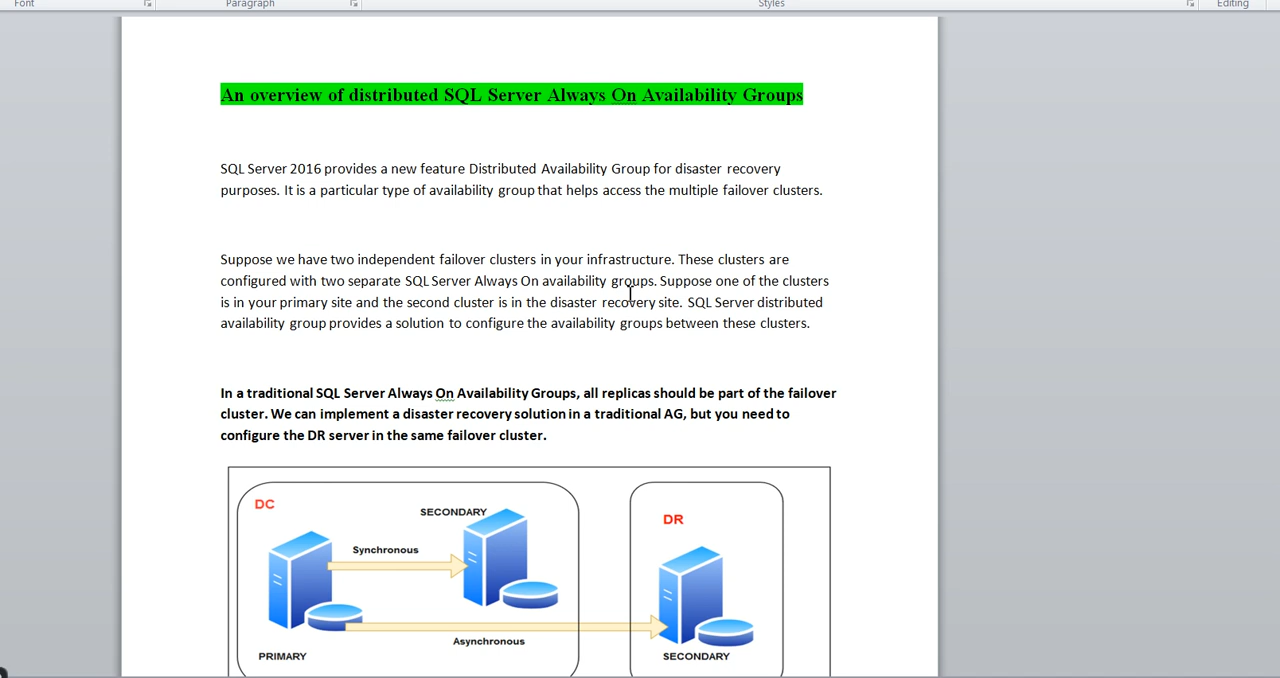 Font Paragraph Styles Editing
An overview of distributed SQL Server Always On Availability Groups
SQL Server 2016 provides a new feature Distributed Availability Group for disaster recovery
purposes. It is a particular type of availability group that helps access the multiple failover clusters.
Suppose we have two independent failover clusters in your infrastructure. These clusters are
configured with two separate SQL Server Always On availability groups. Suppose one of the clusters
is in your primary site and the second cluster is in the disaster recovery site. SQL Server distributed
availability group provides a solution to configure the availability groups between these clusters.
In a traditional SQL Server Always On Availability Groups, all replicas should be part of the failover
cluster. We can implement a disaster recovery solution in a traditional AG, but you need to
configure the DR server in the same failover cluster.
DC
SECONDARY
DR
Synchronous
Asynchronous
PRIMARY
SECONDARY